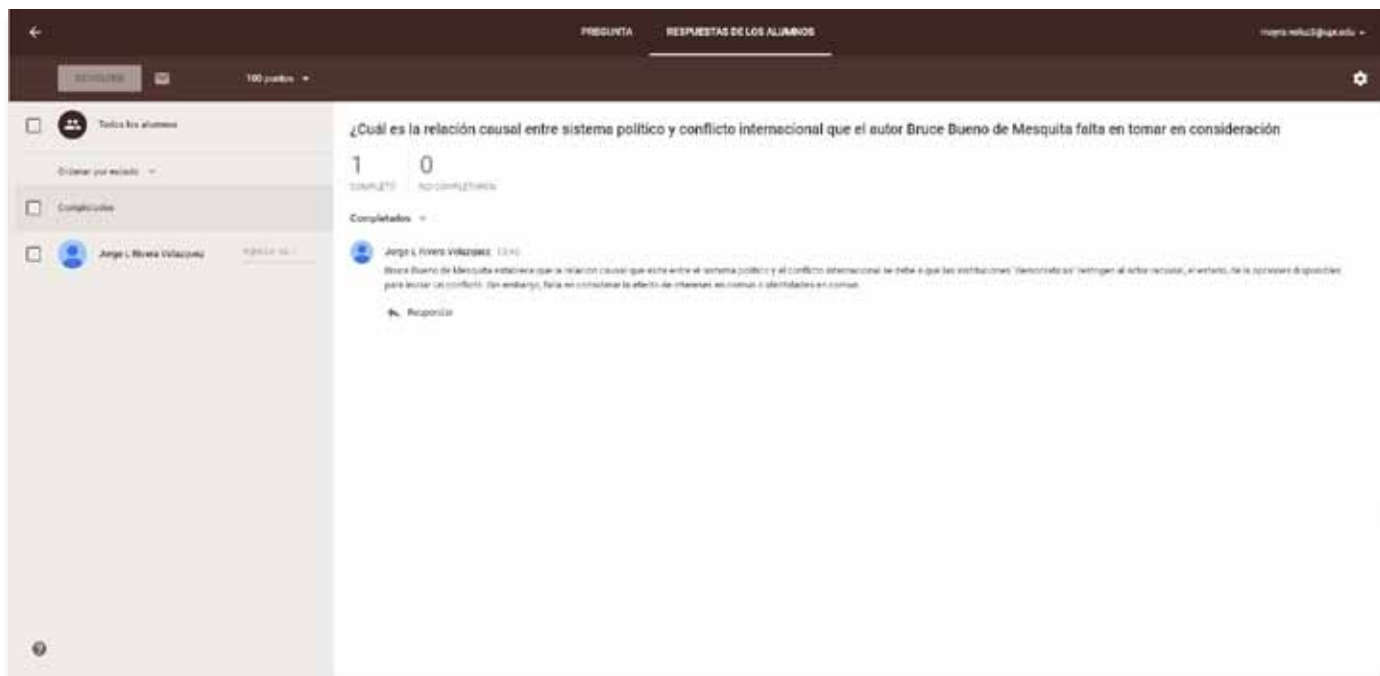 PREGUNTA
RESPUESTAS DE LOS ALUMNOS
100 puntos
Todos los alumnos
Ordenar por estado
Completados
Jorge L Rivera Velazquez
¿Cuál es la relación causal entre sistema político y conflicto internacional que el autor Bruce Bueno de Mesquita falta en tomar en consideración
1
0
COMPLETÓ
NO COMPLETARON
Completados
Jorge L Rivera Velazquez
Bruce Bueno de Mesquita establece que la relación causal que existe entre el sistema político y el conflicto internacional se debe a que las instituciones "democráticas" restringen al actor racional, el estado, de la opciones disponibles
para iniciar un conflicto. Sin embargo, falla en considerar la efecto de intereses en común o identidades en común.
Responder